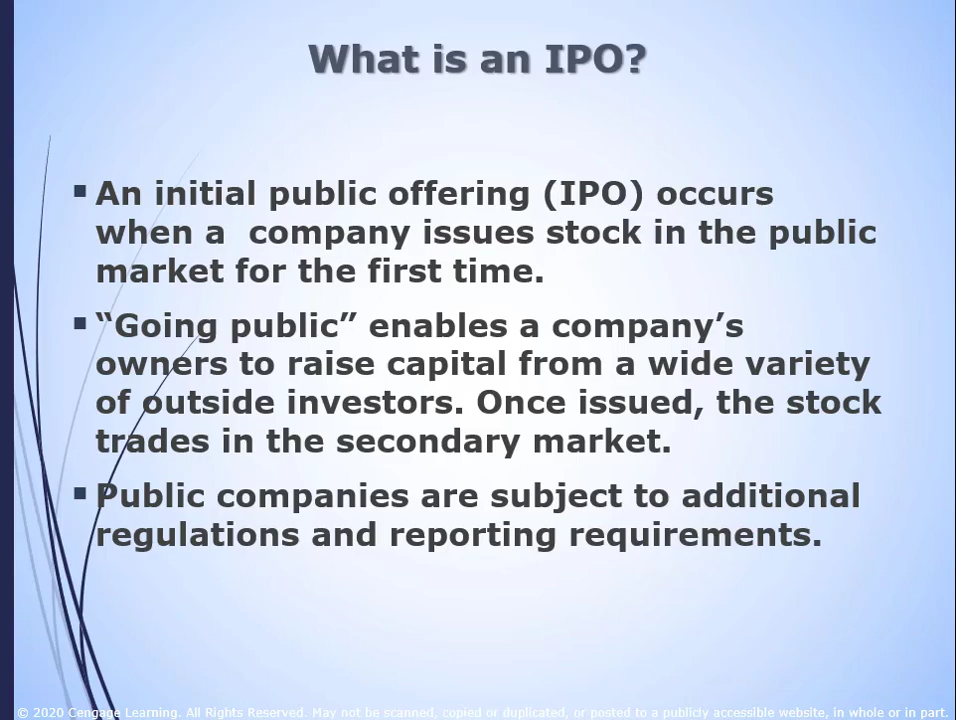 What is an IPO?
▪ An initial public offering (IPO) occurs
when a  company issues stock in the public
market for the first time.
▪ “Going public” enables a company’s
owners to raise capital from a wide variety
of outside investors. Once issued, the stock
trades in the secondary market.
▪ Public companies are subject to additional
regulations and reporting requirements.
© 2020 Cengage Learning. All Rights Reserved. May not be scanned, copied or duplicated, or posted to a publicly accessible website, in whole or in part.